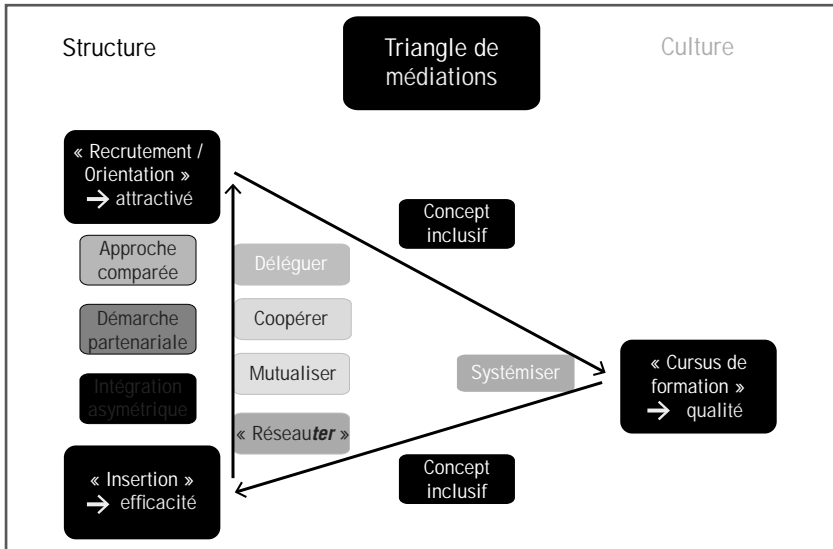 Structure
Triangle de
médiations
Culture
« Recrutement /
Orientation »
→ attractivé
Concept
inclusif
Approche
comparée
Déléguer
Démarche
partenariale
Coopérer
Mutualiser
Systémiser
« Cursus de
formation »
→ qualité
Intégration
asymétrique
« Réseauter »
« Insertion »
→ efficacité
Concept
inclusif